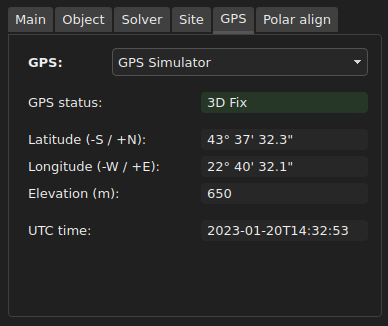 Main Object Solver Site GPS Polar align
GPS: GPS Simulator
GPS status: 3D Fix
Latitude (-S / +N): 43° 37' 32.3"
Longitude (-W / +E): 22° 40' 32.1"
Elevation (m): 650
UTC time: 2023-01-20T14:32:53